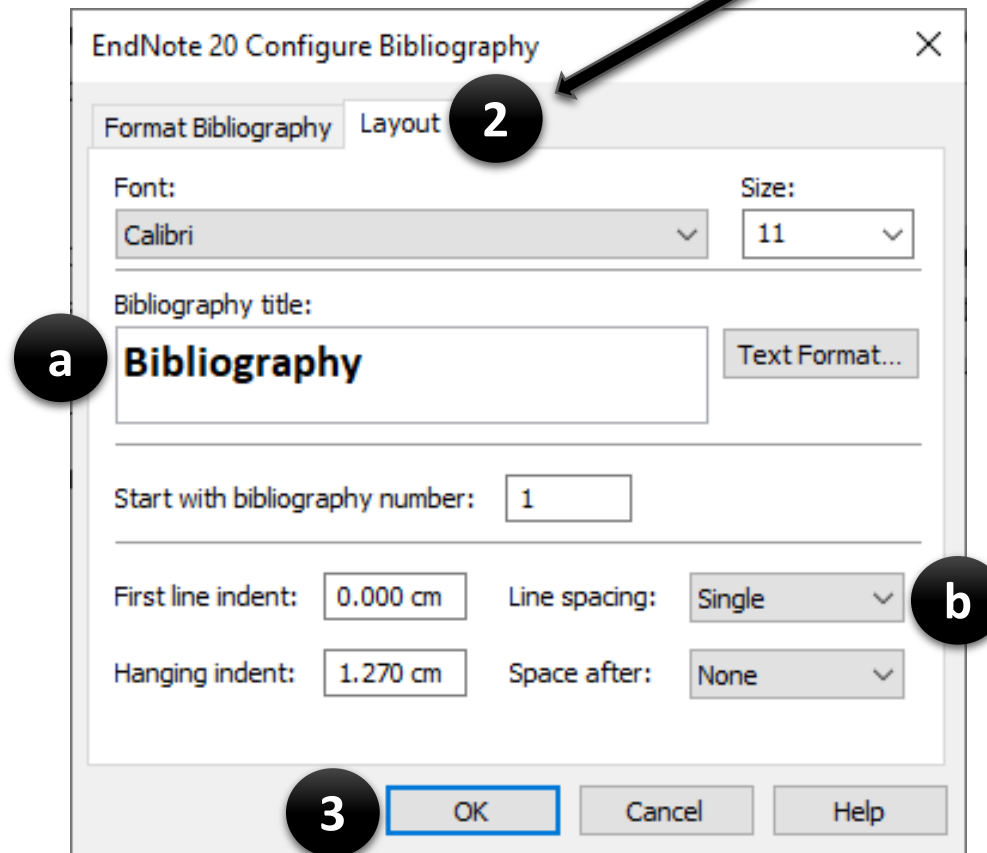 EndNote 20 Configure Bibliography
Format Bibliography Layout 2
Font: Size:
Calibri 11
Bibliography title:
a Bibliography Text Format...
Start with bibliography number: 1
First line indent: 0.000 cm Line spacing: Single b
Hanging indent: 1.270 cm Space after: None
3 OK Cancel Help